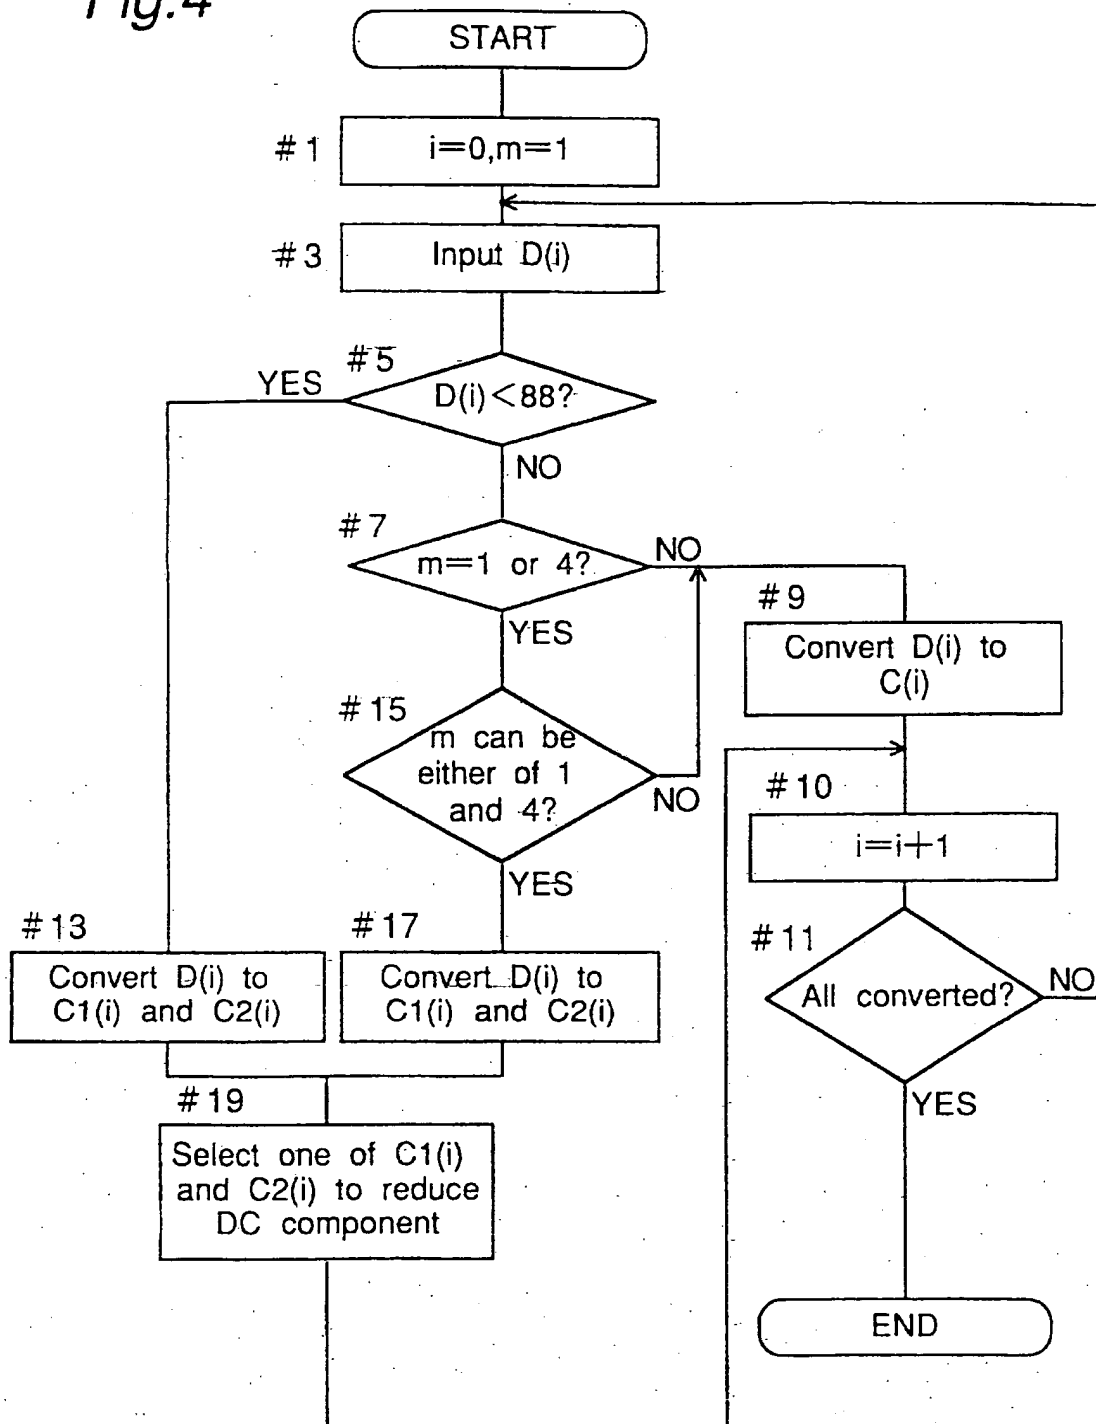 Fig.4
START
#1
i=0,m=1
#3
Input D(i)
#5
YES
D(i)<88?
NO
#7
m=1 or 4?
NO
YES
#9
Convert D(i) to
C(i)
#15
m can be
either of 1
and 4?
NO
YES
#10
i=i+1
#11
All converted?
NO
YES
#13
Convert D(i) to
C1(i) and C2(i)
#17
Convert D(i) to
C1(i) and C2(i)
#19
Select one of C1(i)
and C2(i) to reduce
DC component
END